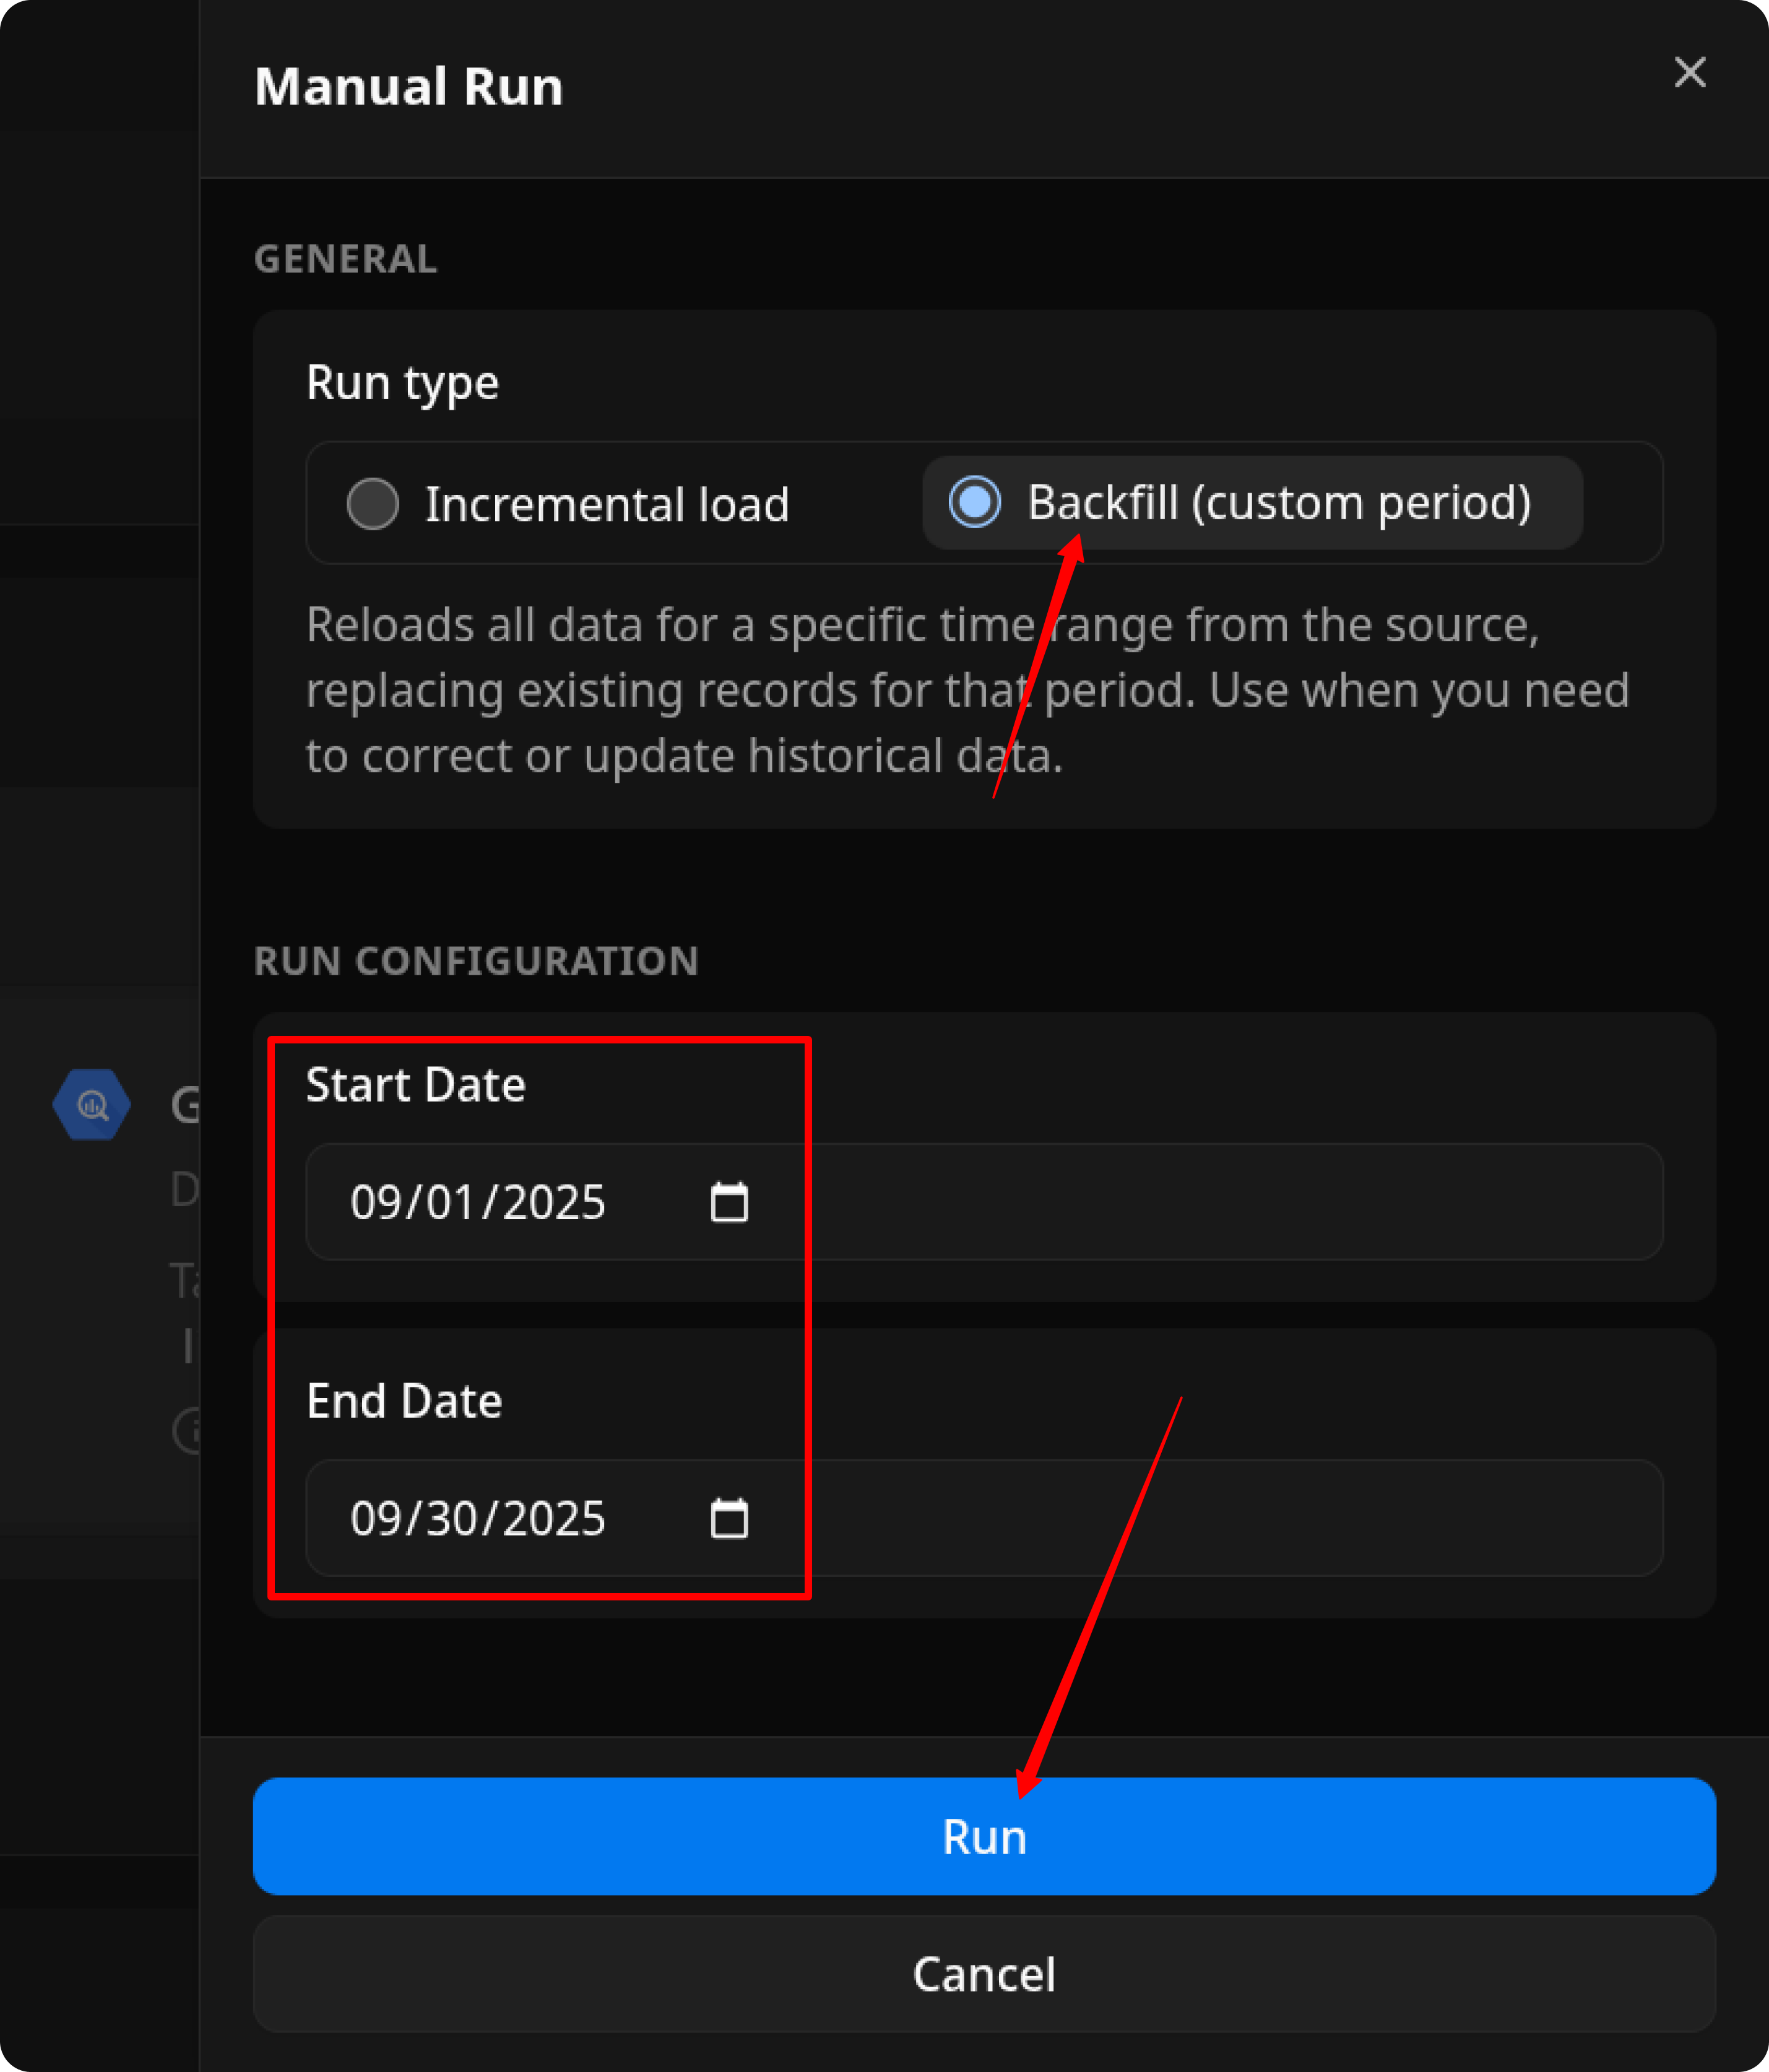 Manual Run
GENERAL
Run type
Incremental load
Backfill (custom period)
Reloads all data for a specific time range from the source,
replacing existing records for that period. Use when you need
to correct or update historical data.
RUN CONFIGURATION
Start Date
09/01/2025
End Date
09/30/2025
Run
Cancel